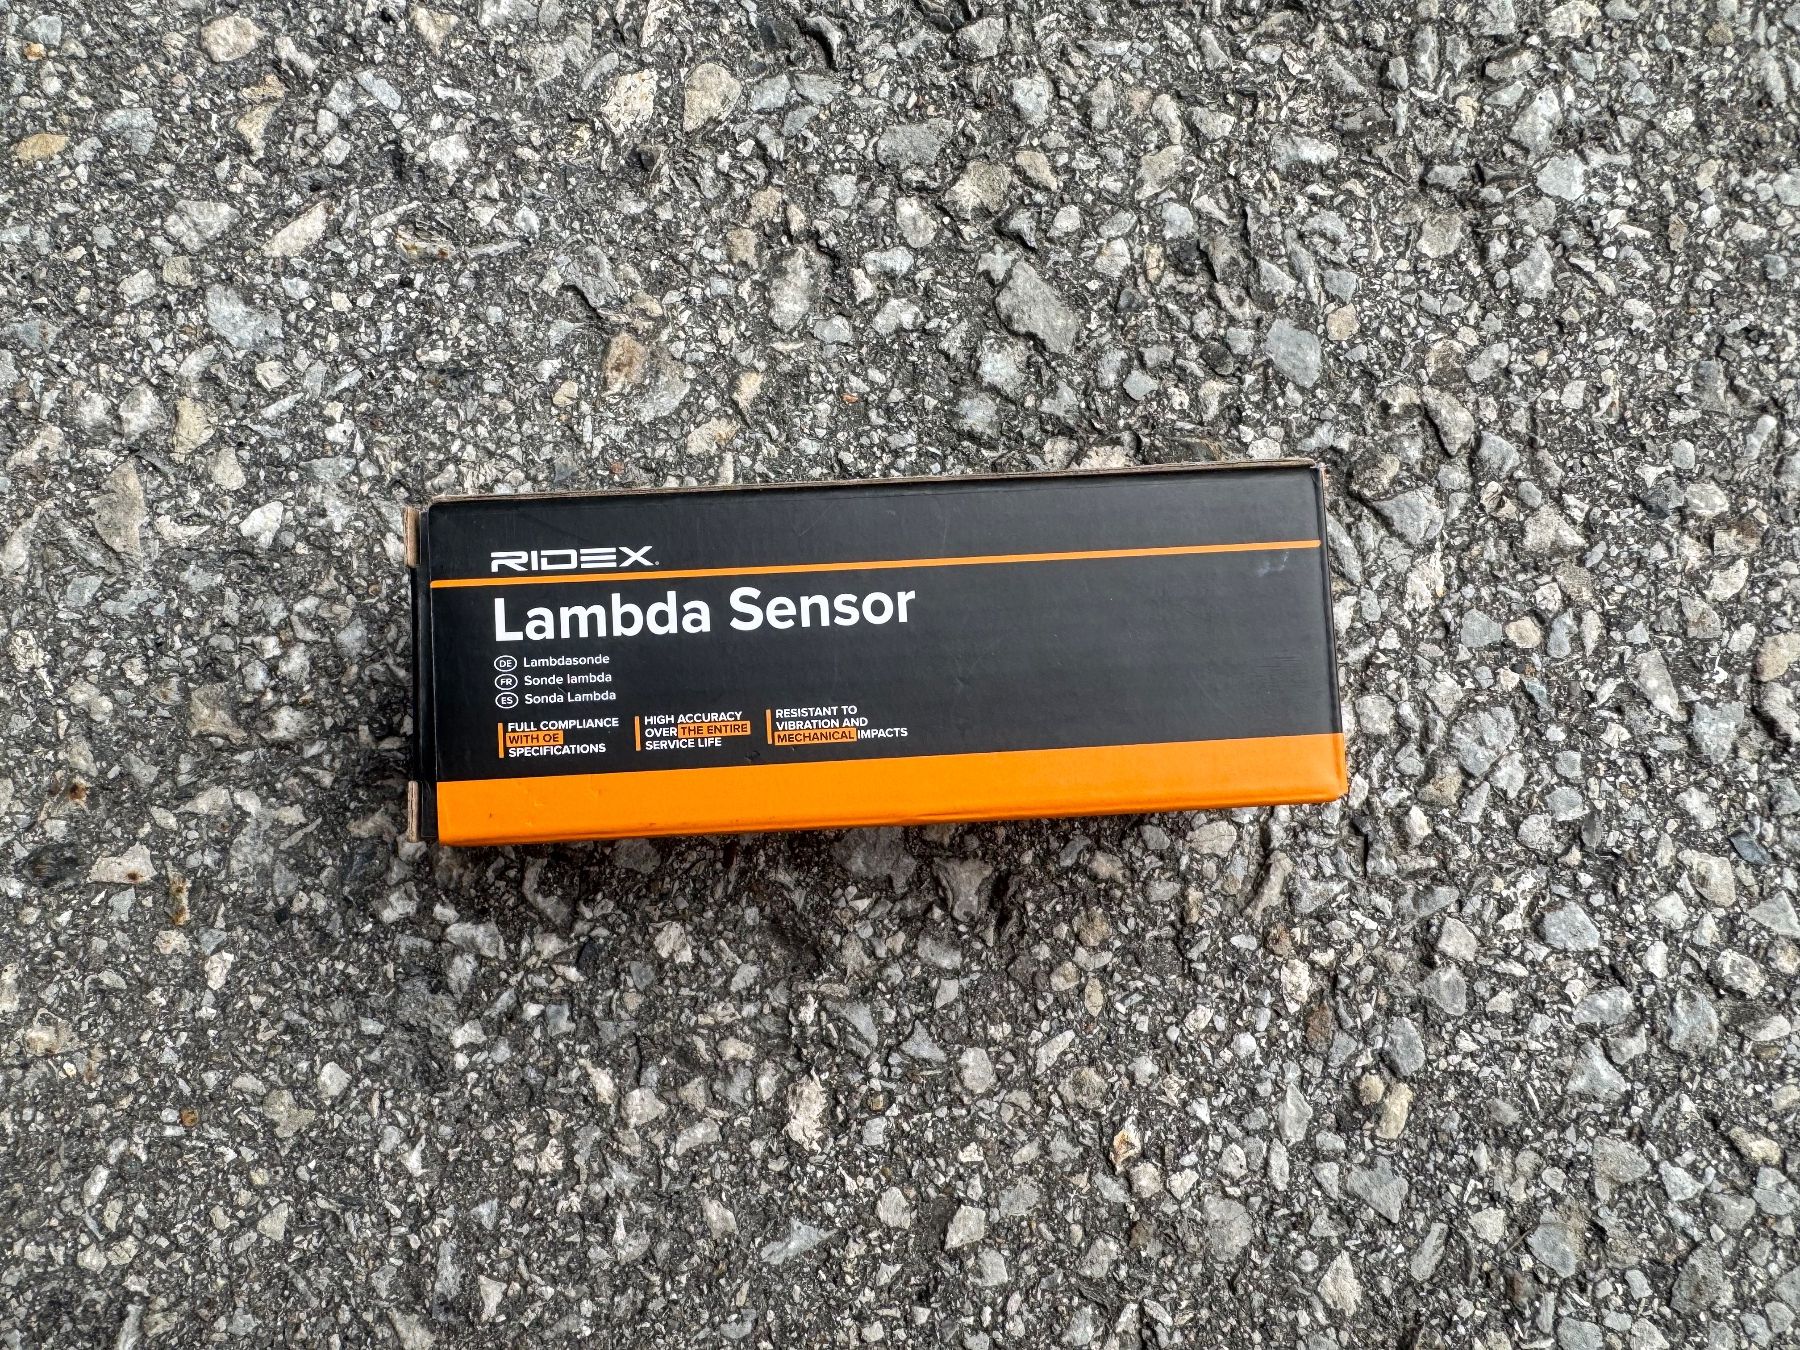 RIDEX
Lambda Sensor
DE Lambdasonde
FR Sonde lambda
ES Sonda Lambda
FULL COMPLIANCE
WITH OE
SPECIFICATIONS
HIGH ACCURACY
OVER THE ENTIRE
SERVICE LIFE
RESISTANT TO
VIBRATION AND
MECHANICAL IMPACTS